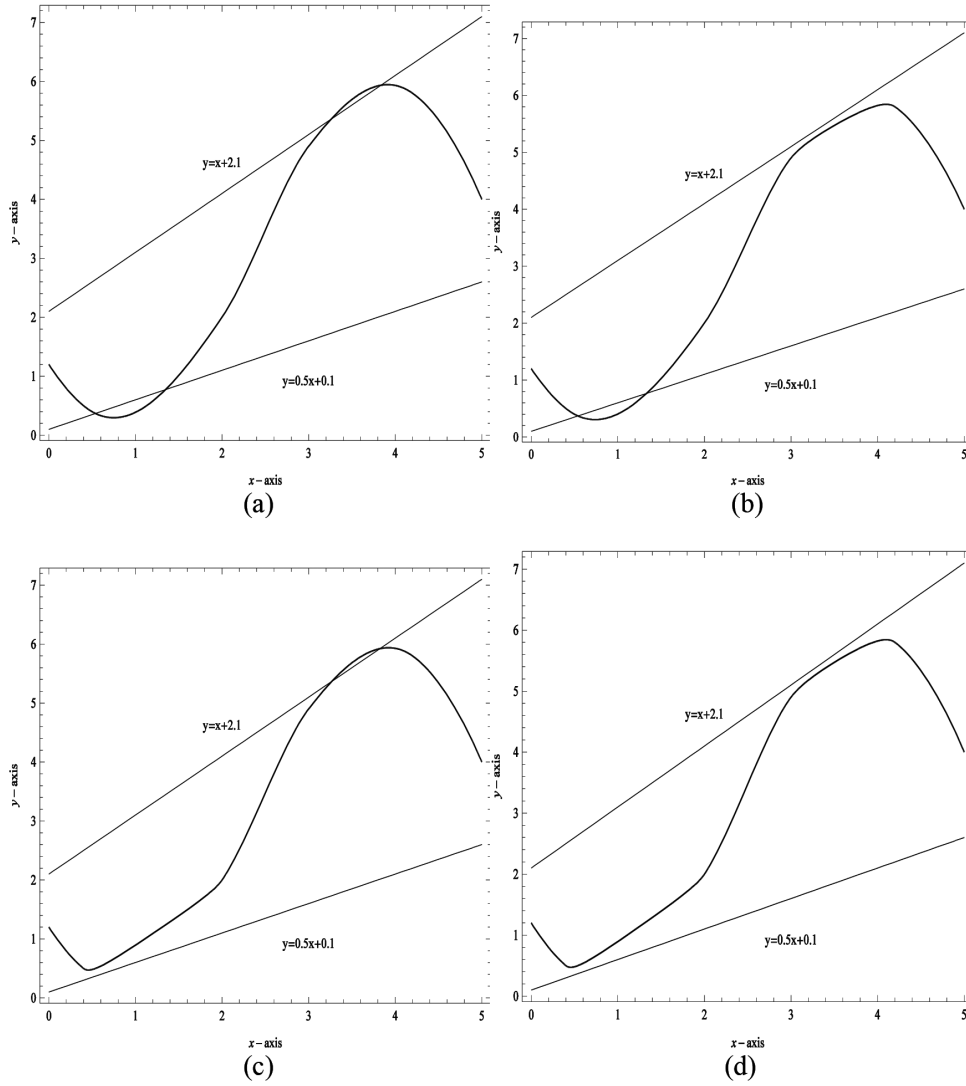 7
6
5
4
3
2
1
0
y – axis
y=x+2.1
y=0.5x+0.1
0 1 2 3 4 5
x – axis
(a)
7
6
5
4
3
2
1
0
y – axis
y=x+2.1
y=0.5x+0.1
0 1 2 3 4 5
x – axis
(b)
7
6
5
4
3
2
1
0
y – axis
y=x+2.1
y=0.5x+0.1
0 1 2 3 4 5
x – axis
(c)
7
6
5
4
3
2
1
0
y – axis
y=x+2.1
y=0.5x+0.1
0 1 2 3 4 5
x – axis
(d)